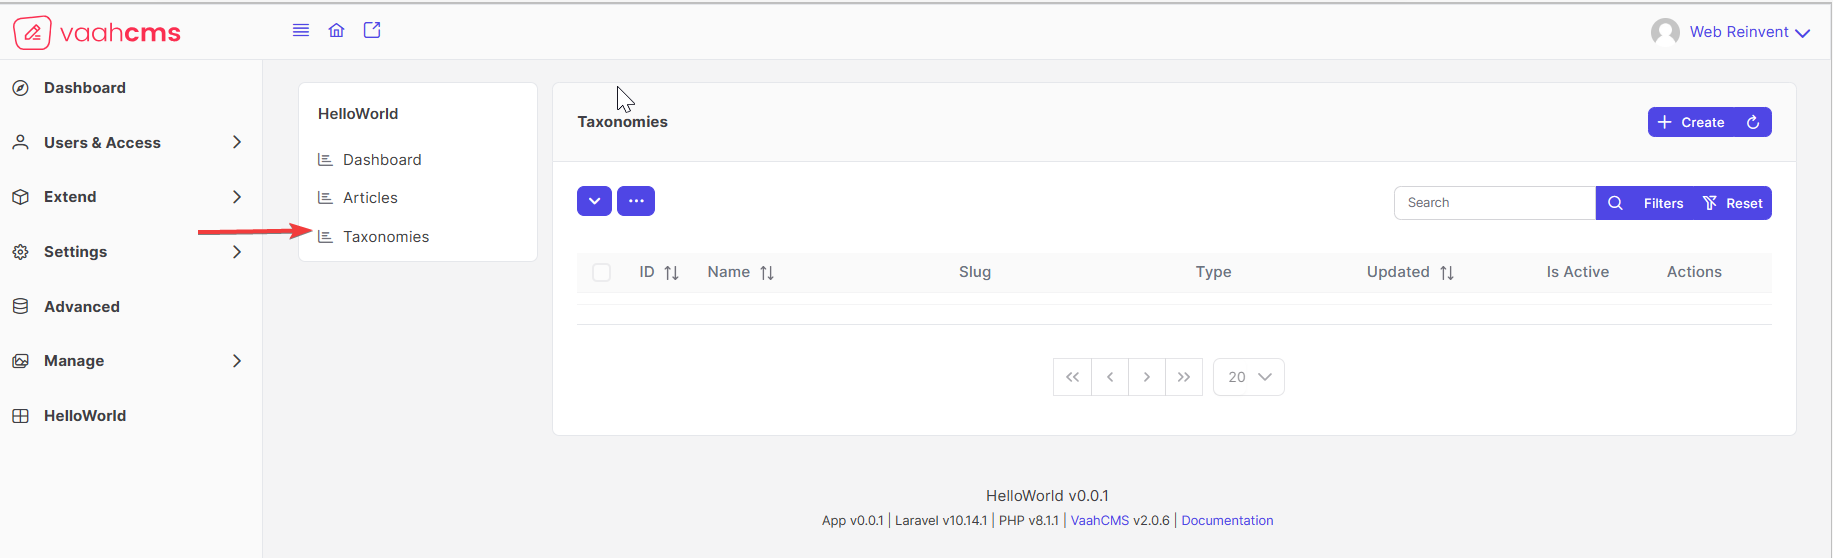 vaahcms
Web Reinvent
Dashboard
Users & Access
Extend
Settings
Advanced
Manage
HelloWorld
HelloWorld
Dashboard
Articles
Taxonomies
Taxonomies
Create
Search
Filters
Reset
ID Name Slug Type Updated Is Active Actions
20
HelloWorld v0.0.1
App v0.0.1 | Laravel v10.14.1 | PHP v8.1.1 | VaahCMS v2.0.6 | Documentation